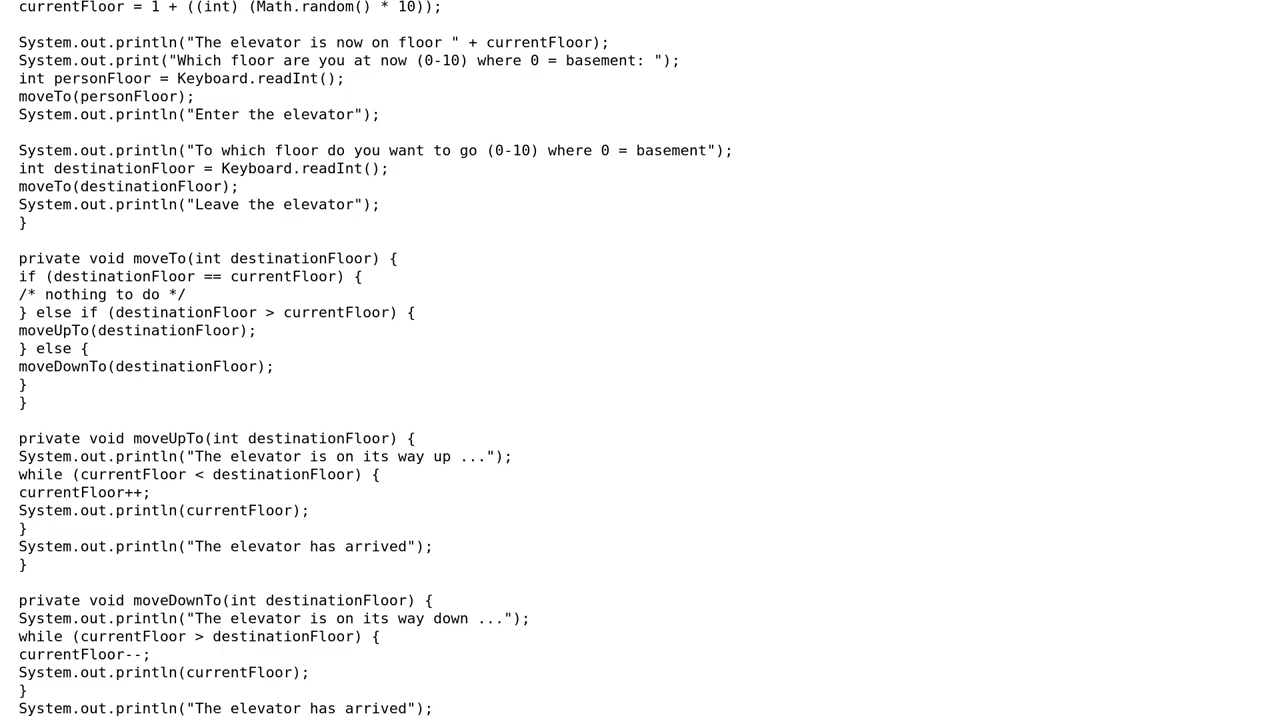 currentFloor = 1 + ((int) (Math.random() * 10));
System.out.println("The elevator is now on floor " + currentFloor);
System.out.print("Which floor are you at now (0-10) where 0 = basement: ");
int personFloor = Keyboard.readInt();
moveTo(personFloor);
System.out.println("Enter the elevator");
System.out.println("To which floor do you want to go (0-10) where 0 = basement");
int destinationFloor = Keyboard.readInt();
moveTo(destinationFloor);
System.out.println("Leave the elevator");
}
private void moveTo(int destinationFloor) {
if (destinationFloor == currentFloor) {
/* nothing to do */
} else if (destinationFloor > currentFloor) {
moveUpTo(destinationFloor);
} else {
moveDownTo(destinationFloor);
}
}
private void moveUpTo(int destinationFloor) {
System.out.println("The elevator is on its way up ...");
while (currentFloor < destinationFloor) {
currentFloor++;
System.out.println(currentFloor);
}
System.out.println("The elevator has arrived");
}
private void moveDownTo(int destinationFloor) {
System.out.println("The elevator is on its way down ...");
while (currentFloor > destinationFloor) {
currentFloor--;
System.out.println(currentFloor);
}
System.out.println("The elevator has arrived");